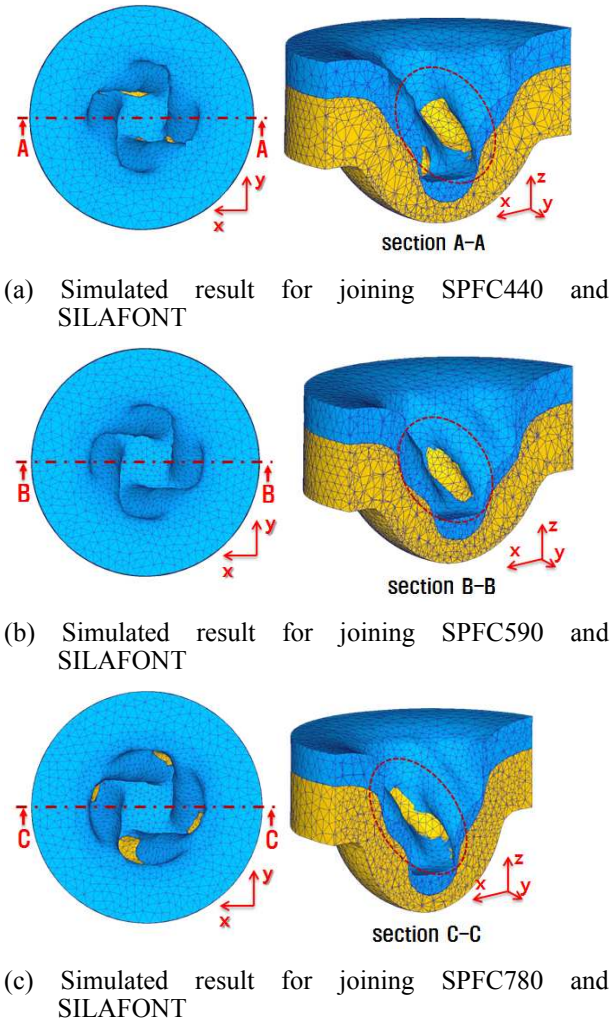 A A
y
x
z
x y
section A-A
(a) Simulated result for joining SPFC440 and
SILAFONT
B B
y
x
z
x y
section B-B
(b) Simulated result for joining SPFC590 and
SILAFONT
C C
y
x
z
x y
section C-C
(c) Simulated result for joining SPFC780 and
SILAFONT